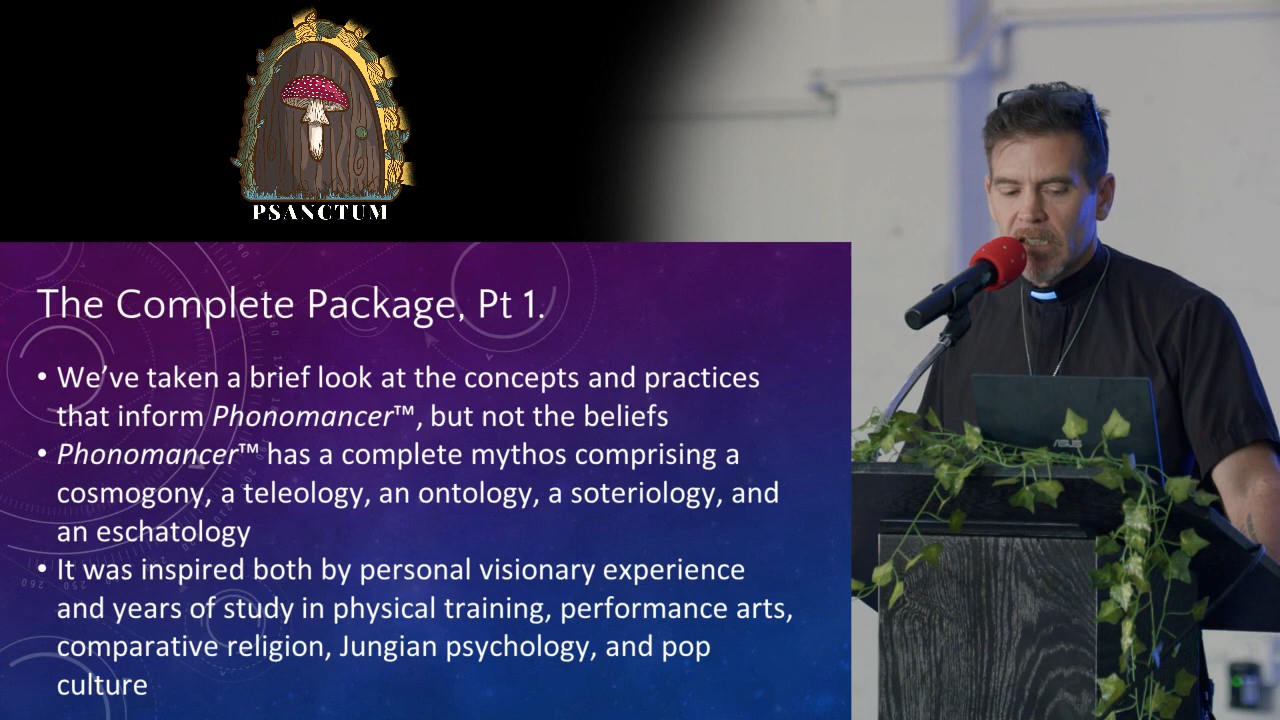 PSANCTUM
The Complete Package, Pt 1.
• We’ve taken a brief look at the concepts and practices
that inform Phonomancer™, but not the beliefs
• Phonomancer™ has a complete mythos comprising a
cosmogony, a teleology, an ontology, a soteriology, and
an eschatology
• It was inspired both by personal visionary experience
and years of study in physical training, performance arts,
comparative religion, Jungian psychology, and pop
culture
ASUS